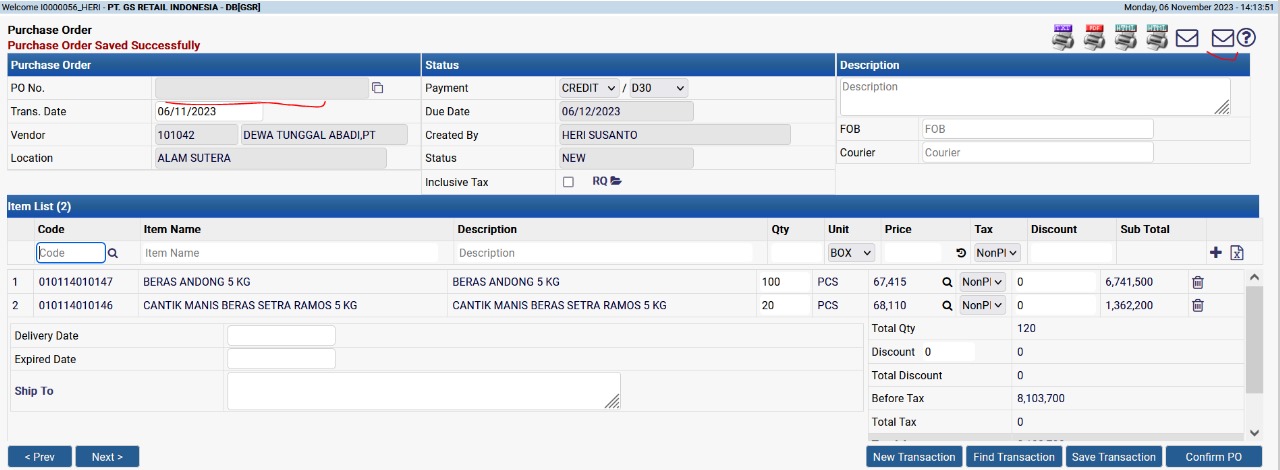 Welcome I0000056_HERI - PT. GS RETAIL INDONESIA - DB[GSR] Monday, 06 November 2023 - 14:13:51
Purchase Order
Purchase Order Saved Successfully
TEXT PDF HTML HTML
Purchase Order Status Description
PO No. Payment CREDIT / D30 Description
Trans. Date 06/11/2023 Due Date 06/12/2023
Vendor 101042 DEWA TUNGGAL ABADI,PT Created By HERI SUSANTO FOB FOB
Location ALAM SUTERA Status NEW Courier Courier
Inclusive Tax RQ
Item List (2)
Code Item Name Description Qty Unit Price Tax Discount Sub Total
Code Item Name Description BOX NonPl
1 010114010147 BERAS ANDONG 5 KG BERAS ANDONG 5 KG 100 PCS 67,415 NonPl 0 6,741,500
2 010114010146 CANTIK MANIS BERAS SETRA RAMOS 5 KG CANTIK MANIS BERAS SETRA RAMOS 5 KG 20 PCS 68,110 NonPl 0 1,362,200
Delivery Date Total Qty 120
Expired Date Discount 0 0
Ship To Total Discount 0
Before Tax 8,103,700
Total Tax 0
< Prev Next > New Transaction Find Transaction Save Transaction Confirm PO